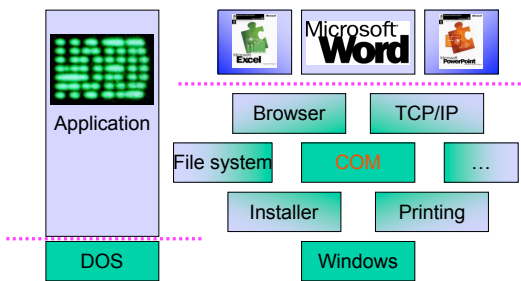 Application
DOS
Microsoft
Excel
Microsoft
Word
Microsoft
PowerPoint
Browser
TCP/IP
File system
COM
…
Installer
Printing
Windows